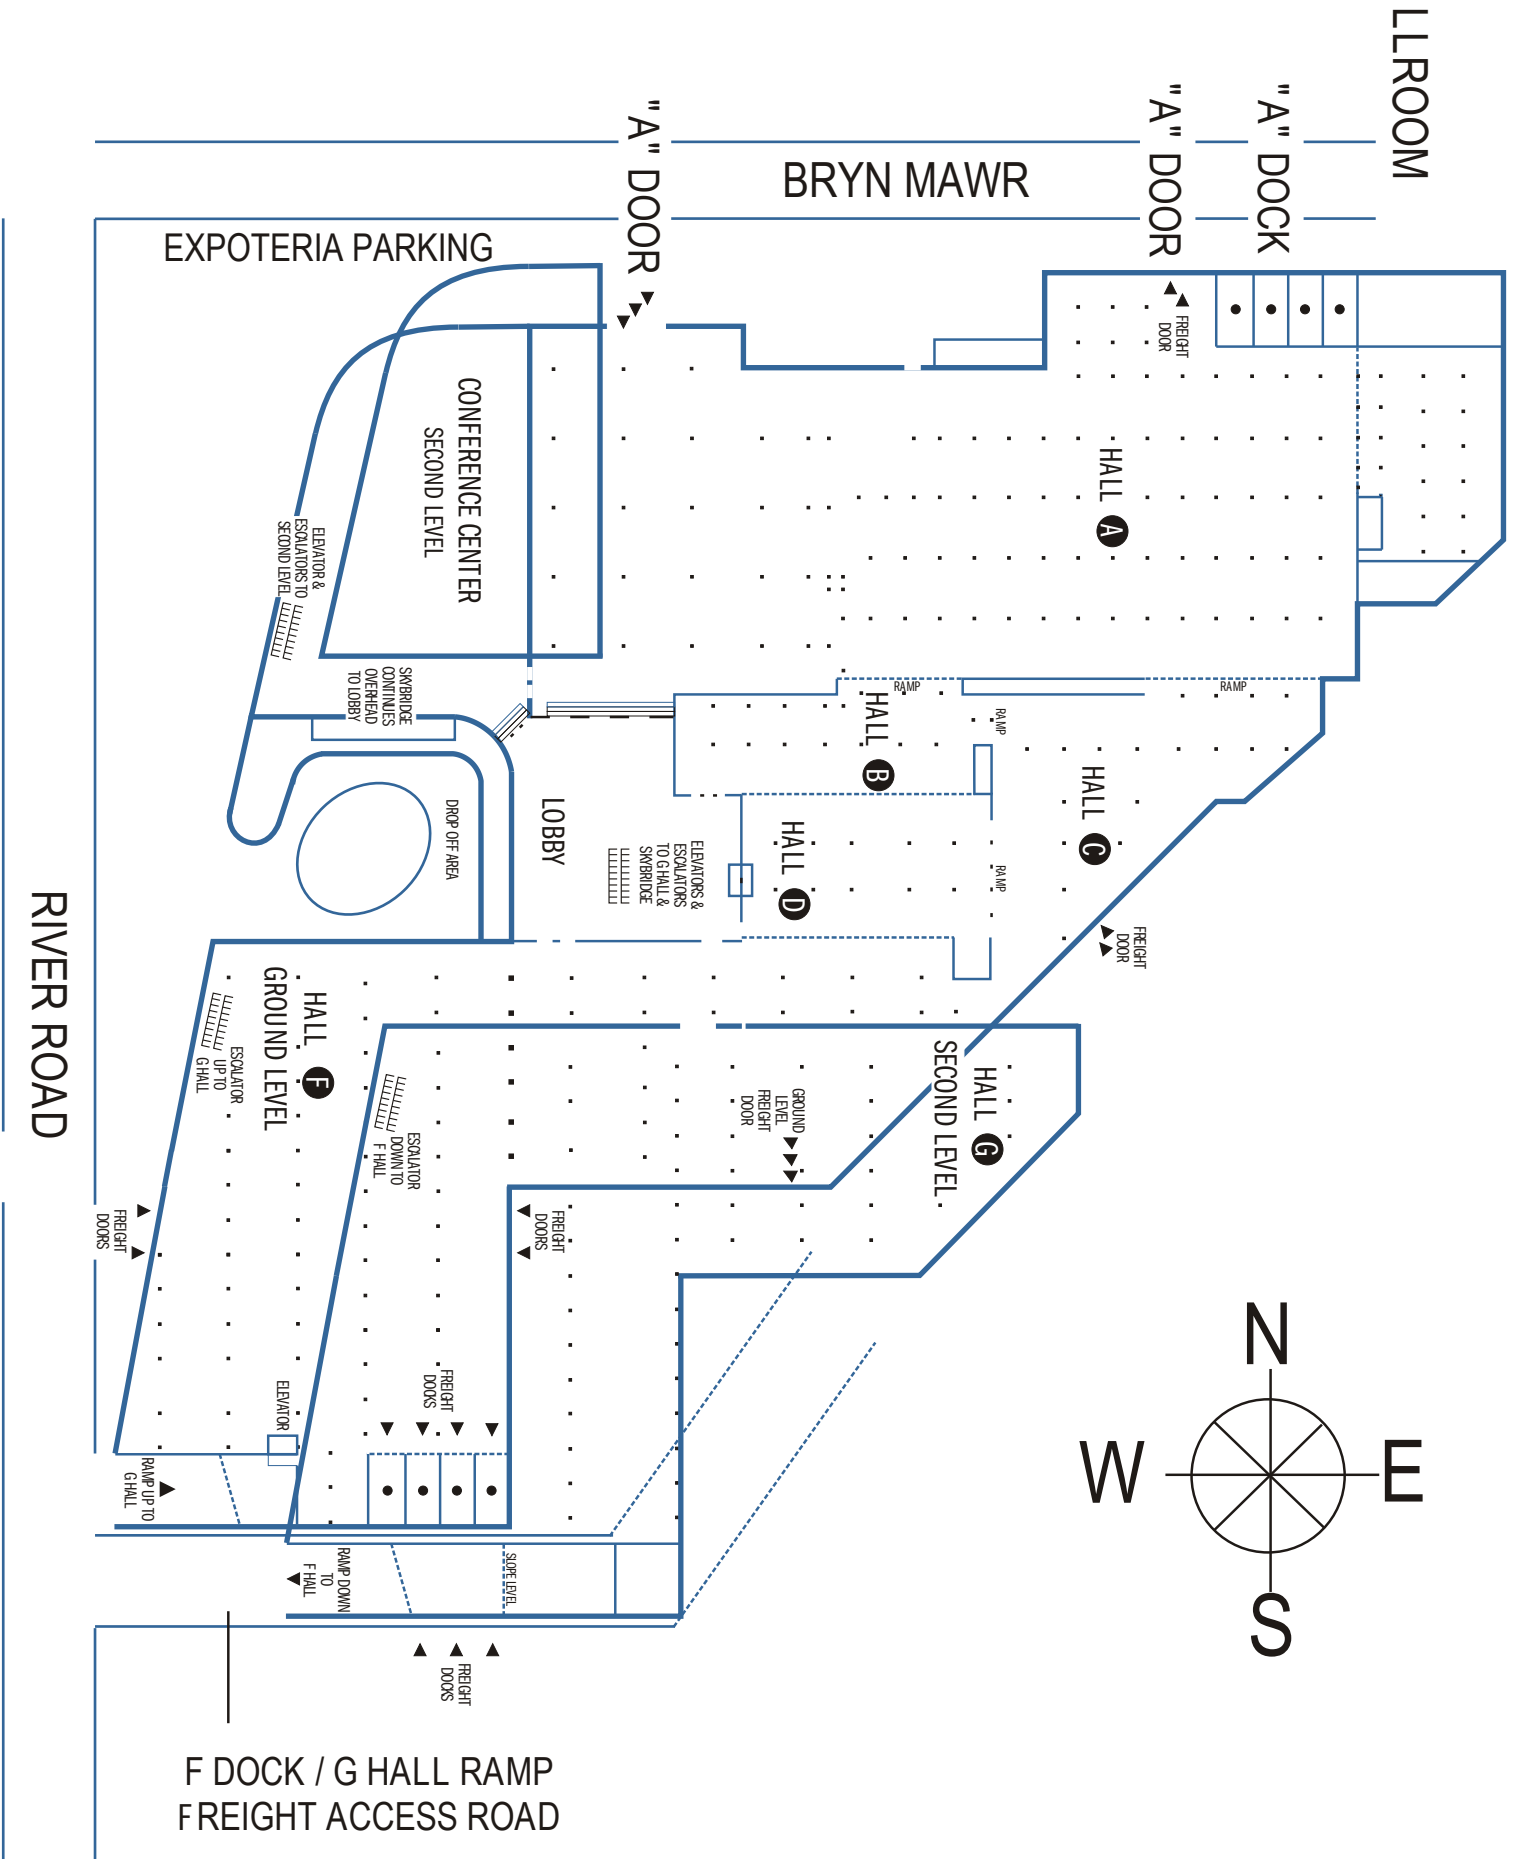 LLROOM
"A" DOOR
"A" DOOR
"A" DOCK
BRYN MAWR
EXPOTERIA PARKING
FREIGHT
DOOR
CONFERENCE CENTER
SECOND LEVEL
HALL A
ELEVATOR &
ESCALATORS TO
SECOND LEVEL
SKYBRIDGE
CONTINUES
OVERHEAD
TO LOBBY
RAMP
RAMP
RAMP
HALL B
HALL C
DROP OFF AREA
LOBBY
ELEVATORS &
ESCALATORS
TO G HALL &
SKYBRIDGE
HALL D
RAMP
FREIGHT
DOOR
RIVER ROAD
HALL F
GROUND LEVEL
ESCALATOR
UP TO
G HALL
ESCALATOR
DOWN TO
F HALL
GROUND
LEVEL
FREIGHT
DOOR
HALL G
SECOND LEVEL
FREIGHT
DOORS
FREIGHT
DOORS
ELEVATOR
FREIGHT
DOCKS
RAMP UP TO
G HALL
RAMP DOWN
TO
F HALL
SLOPE LEVEL
FREIGHT
DOCKS
N
W
E
S
F DOCK / G HALL RAMP
FREIGHT ACCESS ROAD